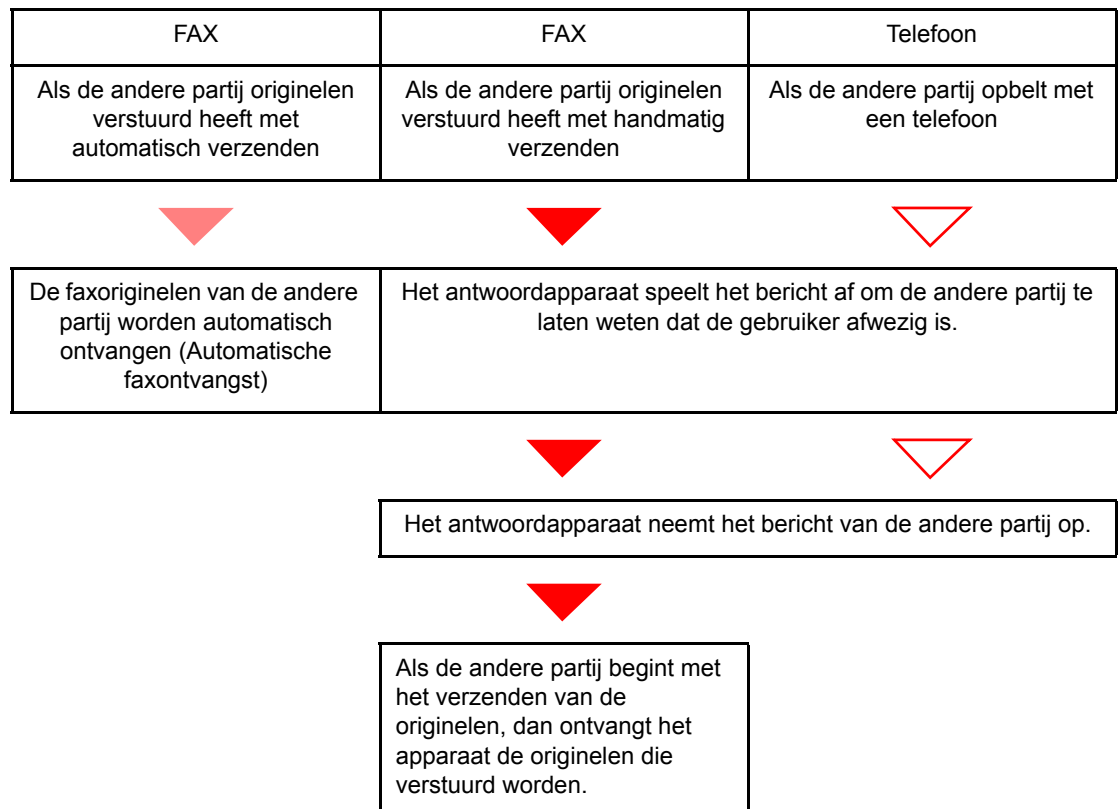 FAX
FAX
Telefoon
Als de andere partij originelen
verstuurd heeft met
automatisch verzenden
Als de andere partij originelen
verstuurd heeft met handmatig
verzenden
Als de andere partij opbelt met
een telefoon
De faxoriginelen van de andere
partij worden automatisch
ontvangen (Automatische
faxontvangst)
Het antwoordapparaat speelt het bericht af om de andere partij te
laten weten dat de gebruiker afwezig is.
Het antwoordapparaat neemt het bericht van de andere partij op.
Als de andere partij begint met
het verzenden van de
originelen, dan ontvangt het
apparaat de originelen die
verstuurd worden.